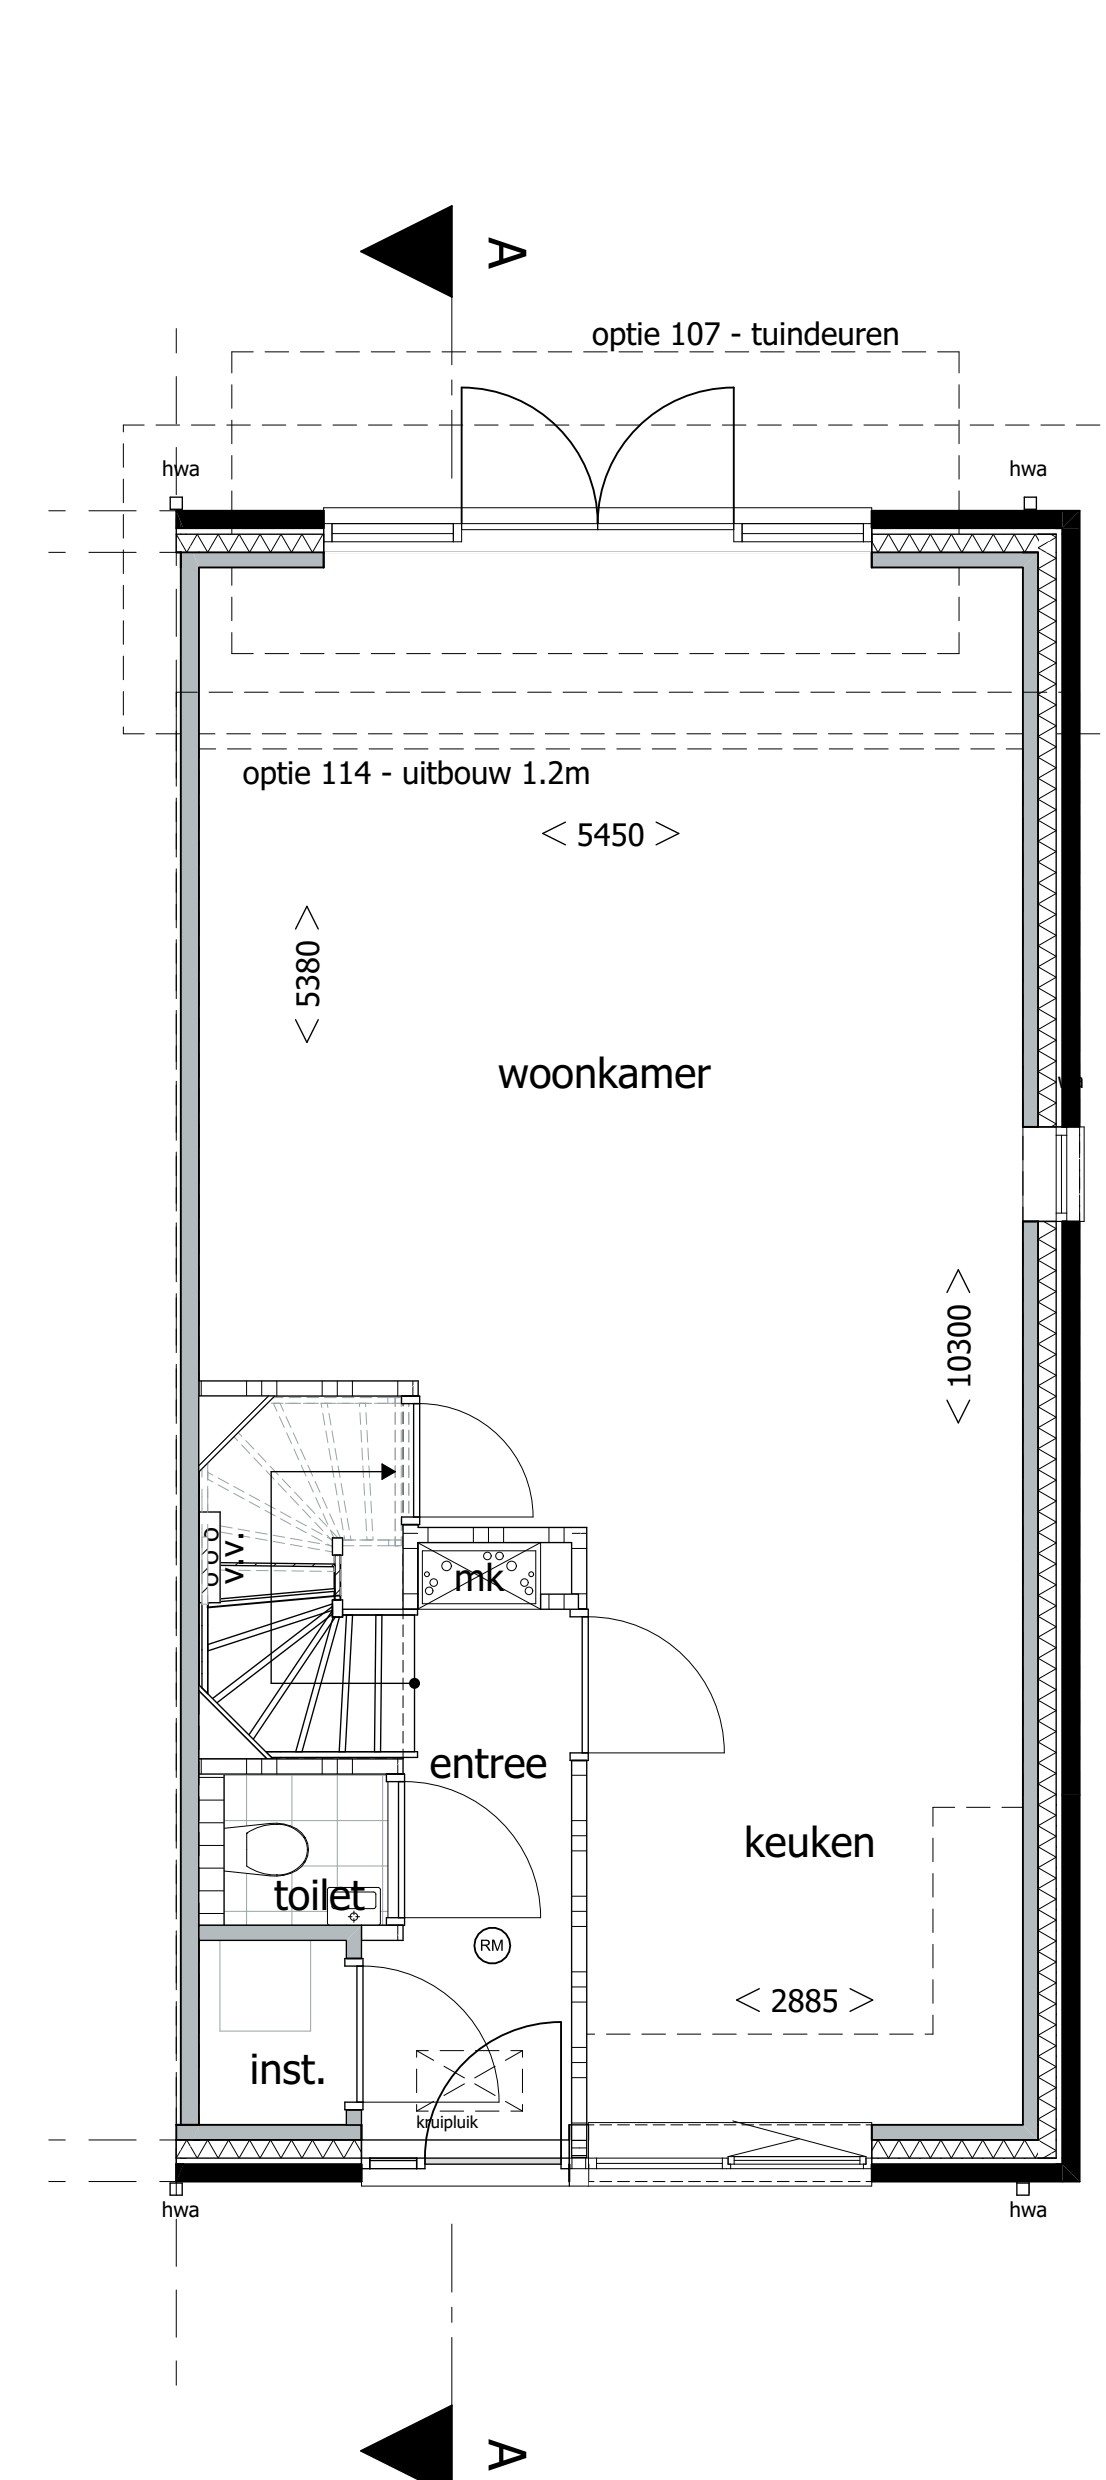 A
optie 107 - tuindeuren
hwa
hwa
optie 114 - uitbouw 1.2m
< 5450 >
< 5380 >
woonkamer
< 10300 >
v.v.
mk
entree
keuken
toilet
RM
< 2885 >
inst.
kruipluik
hwa
hwa
A